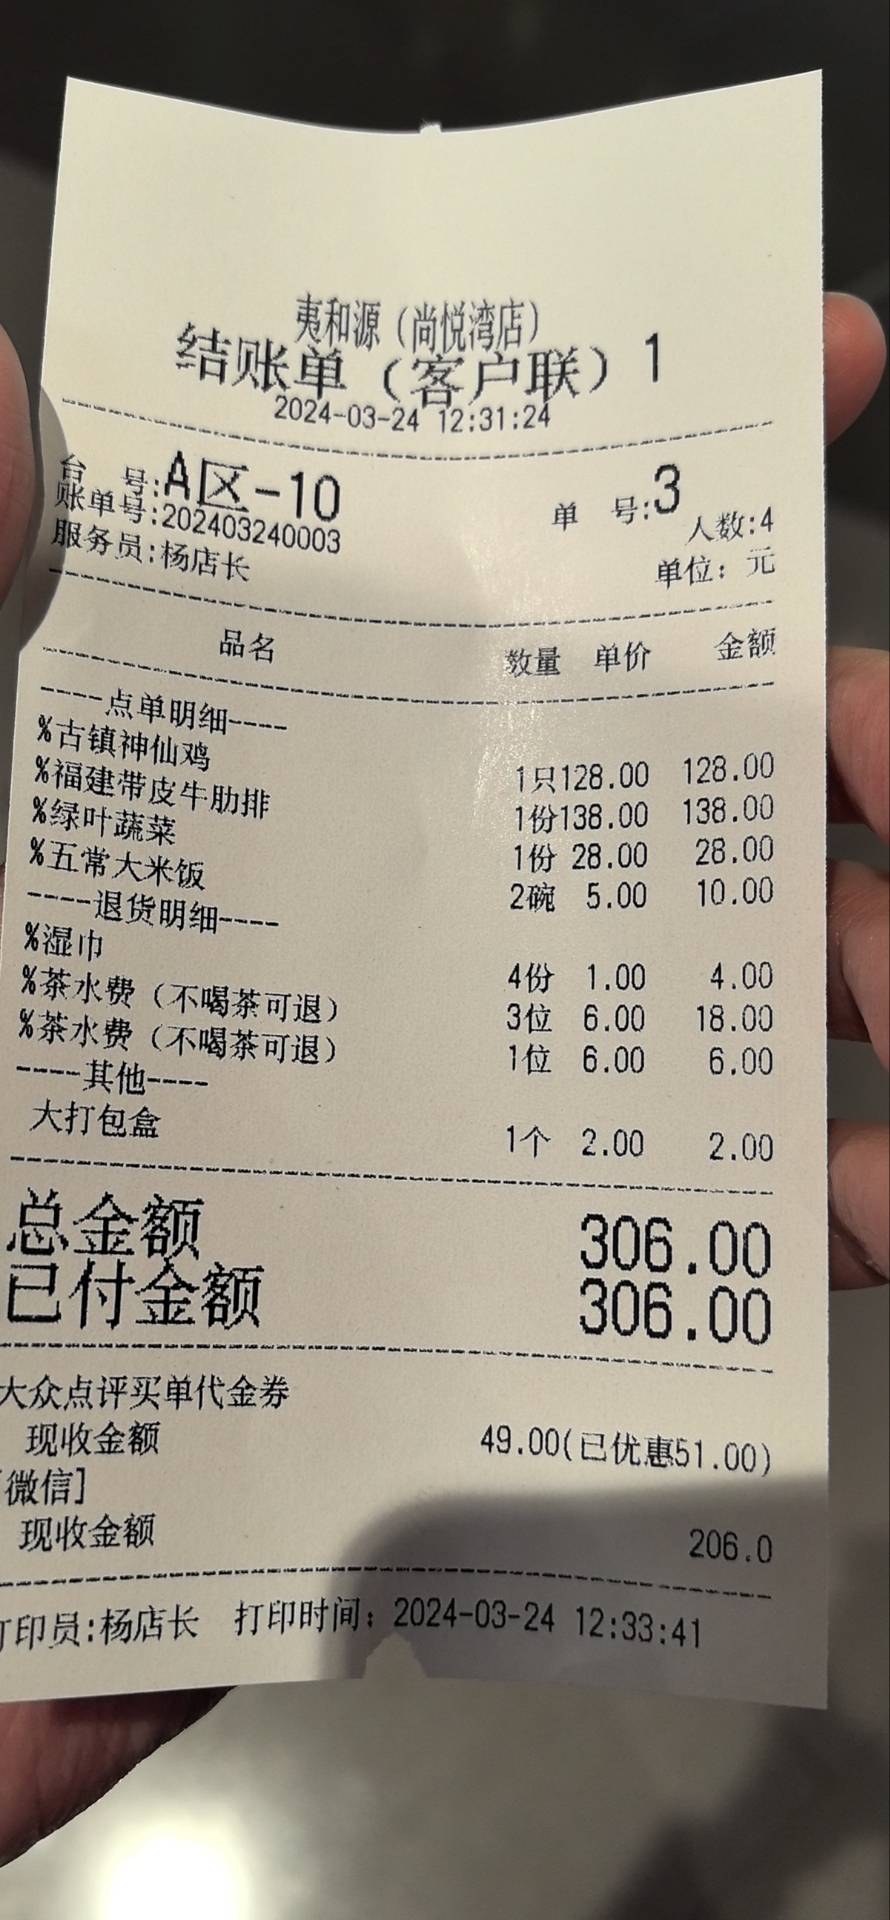 夷和源（尚悦湾店）
结账单（客户联）1
2024-03-24 12:31:24
台 号:A区-10 单 号:3
账单号:202403240003 人数:4
服务员:杨店长 单位: 元
品名 数量 单价 金额
----点单明细----
%古镇神仙鸡 1只128.00 128.00
%福建带皮牛肋排 1份138.00 138.00
%绿叶蔬菜 1份 28.00 28.00
%五常大米饭 2碗 5.00 10.00
----退货明细----
%湿巾 4份 1.00 4.00
%茶水费（不喝茶可退） 3位 6.00 18.00
%茶水费（不喝茶可退） 1位 6.00 6.00
----其他----
大打包盒 1个 2.00 2.00
总金额 306.00
已付金额 306.00
大众点评买单代金券
现收金额 49.00(已优惠51.00)
[微信]
现收金额 206.0
打印员:杨店长 打印时间: 2024-03-24 12:33:41